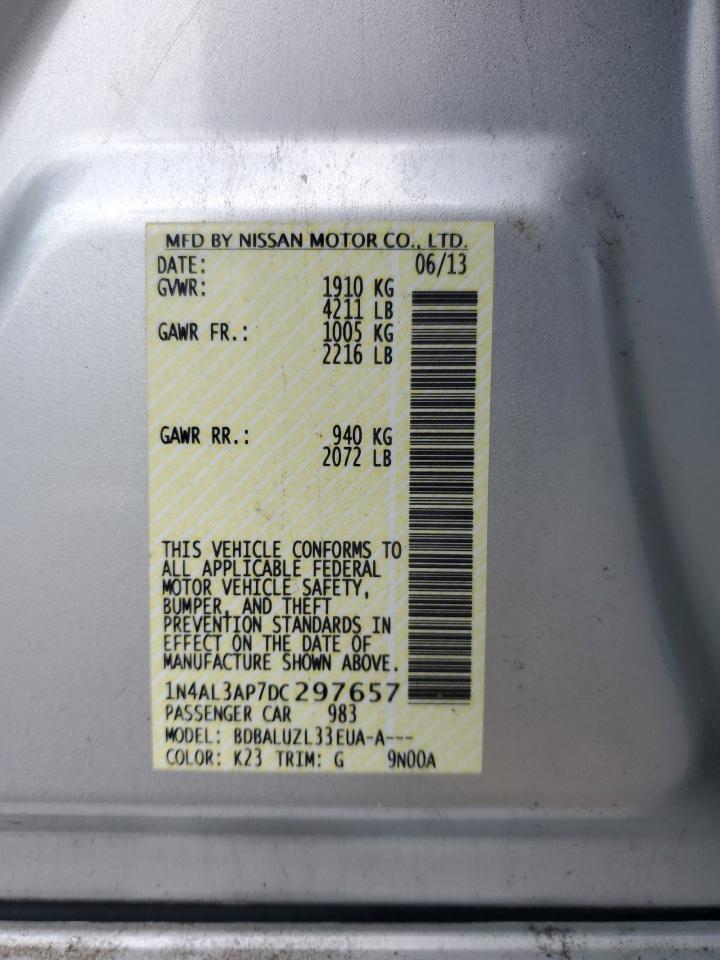 MFD BY NISSAN MOTOR CO., LTD.
DATE: 06/13
GVWR: 1910 KG
4211 LB
GAWR FR.: 1005 KG
2216 LB
GAWR RR.: 940 KG
2072 LB
THIS VEHICLE CONFORMS TO
ALL APPLICABLE FEDERAL
MOTOR VEHICLE SAFETY,
BUMPER, AND THEFT
PREVENTION STANDARDS IN
EFFECT ON THE DATE OF
MANUFACTURE SHOWN ABOVE.
1N4AL3AP7DC297657
PASSENGER CAR 983
MODEL: BDBALUZL33EUA-A---
COLOR: K23 TRIM: G 9N00A